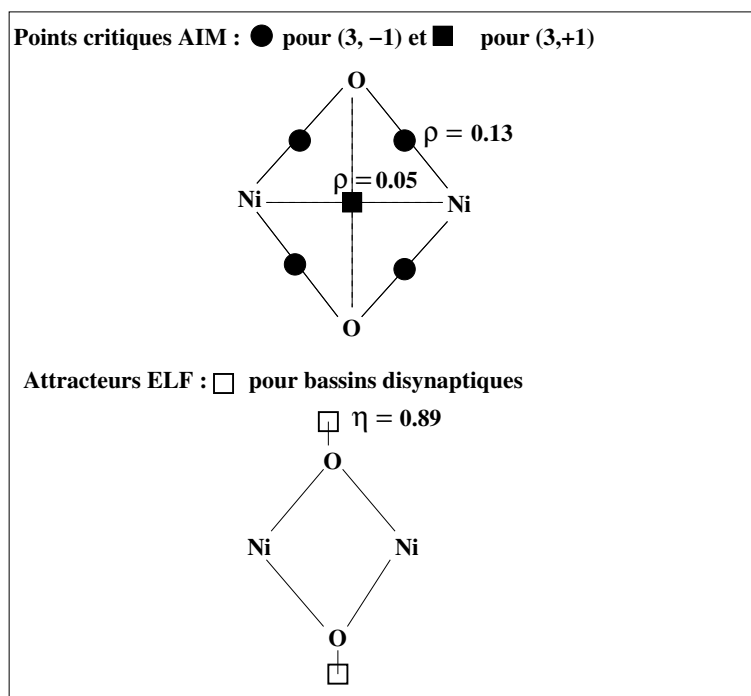 Points critiques AIM : pour (3, −1) et pour (3,+1)
O
ρ = 0.13
ρ = 0.05
Ni Ni
O
Attracteurs ELF : pour bassins disynaptiques
η = 0.89
O
Ni Ni
O